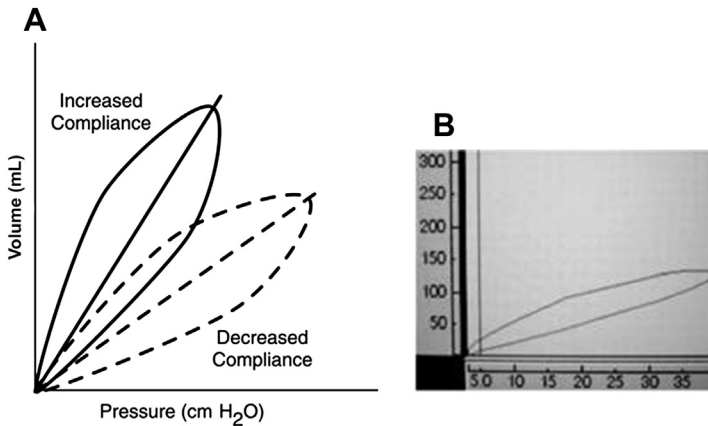 A
Increased
Compliance
Volume (mL)
Decreased
Compliance
Pressure (cm H₂O)
B
300
250
200
150
100
50
5.0 10 15 20 25 30 35